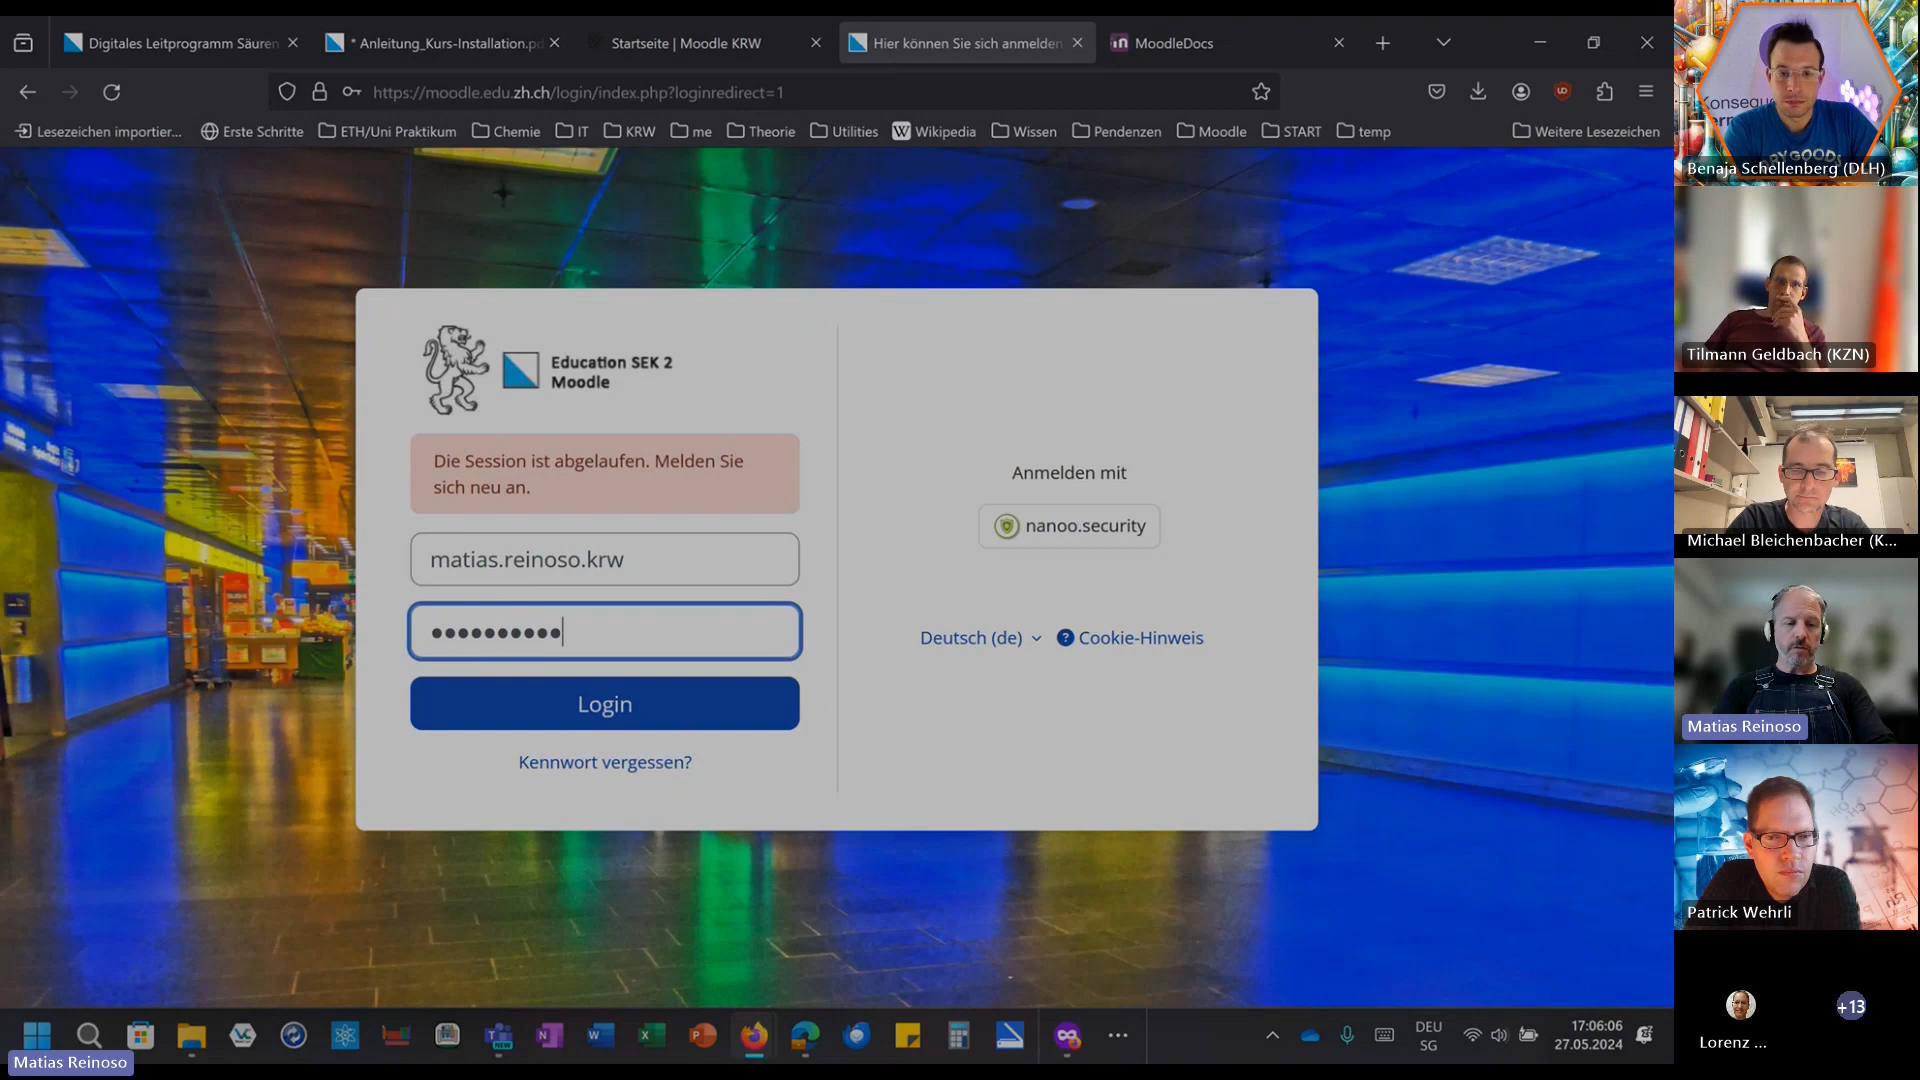 Digitales Leitprogramm Säuren
* Anleitung_Kurs-Installation.pd
Startseite | Moodle KRW
Hier können Sie sich anmelden
MoodleDocs
https://moodle.edu.zh.ch/login/index.php?loginredirect=1
Lesezeichen importier...
Erste Schritte
ETH/Uni Praktikum
Chemie
IT
KRW
me
Theorie
Utilities
Wikipedia
Wissen
Pendenzen
Moodle
START
temp
Weitere Lesezeichen
Education SEK 2
Moodle
Die Session ist abgelaufen. Melden Sie
sich neu an.
matias.reinoso.krw
Login
Kennwort vergessen?
Anmelden mit
nanoo.security
Deutsch (de)
Cookie-Hinweis
Benaja Schellenberg (DLH)
Tilmann Geldbach (KZN)
Michael Bleichenbacher (K...
Matias Reinoso
Patrick Wehrli
+13
Lorenz ...
DEU
SG
17:06:06
27.05.2024
Matias Reinoso